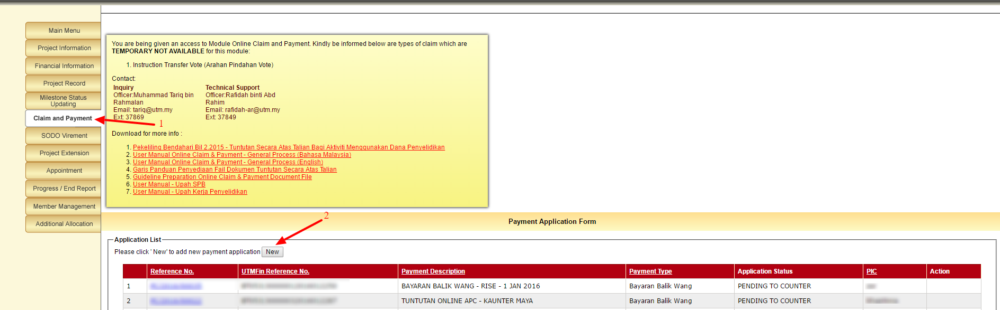 Main Menu
Project Information
Financial Information
Project Record
Milestone Status
Updating
Claim and Payment
SODO Virement
Project Extension
Appointment
Progress / End Report
Member Management
Additional Allocation
1
You are being given an access to Module Online Claim and Payment. Kindly be informed below are types of claim which are
TEMPORARY NOT AVAILABLE for this module:
1. Instruction Transfer Vote (Arahan Pindahan Vote)
Contact:
Inquiry
Officer:Muhammad Tariq bin
Rahmalan
Email: tariq@utm.my
Ext: 37869
Technical Support
Officer:Rafidah binti Abd
Rahim
Email: rafidah-ar@utm.my
Ext: 37849
Download for more info :
1. Pekeliling Bendahari Bil 2.2015 - Tuntutan Secara Atas Talian Bagi Aktiviti Menggunakan Dana Penyelidikan
2. User Manual Online Claim & Payment - General Process (Bahasa Malaysia)
3. User Manual Online Claim & Payment - General Process (English)
4. Garis Panduan Penyediaan Fail Dokumen Tuntutan Secara Atas Talian
5. Guideline Preparation Online Claim & Payment Document File
6. User Manual - Upah SPB
7. User Manual - Upah Kerja Penyelidikan
2
Payment Application Form
Application List
Please click ' New' to add new payment application New
Reference No. UTMFin Reference No. Payment Description Payment Type Application Status PIC Action
1 BAYARAN BALIK WANG - RISE - 1 JAN 2016 Bayaran Balik Wang PENDING TO COUNTER
2 TUNTUTAN ONLINE APC - KAUNTER MAYA Bayaran Balik Wang PENDING TO COUNTER